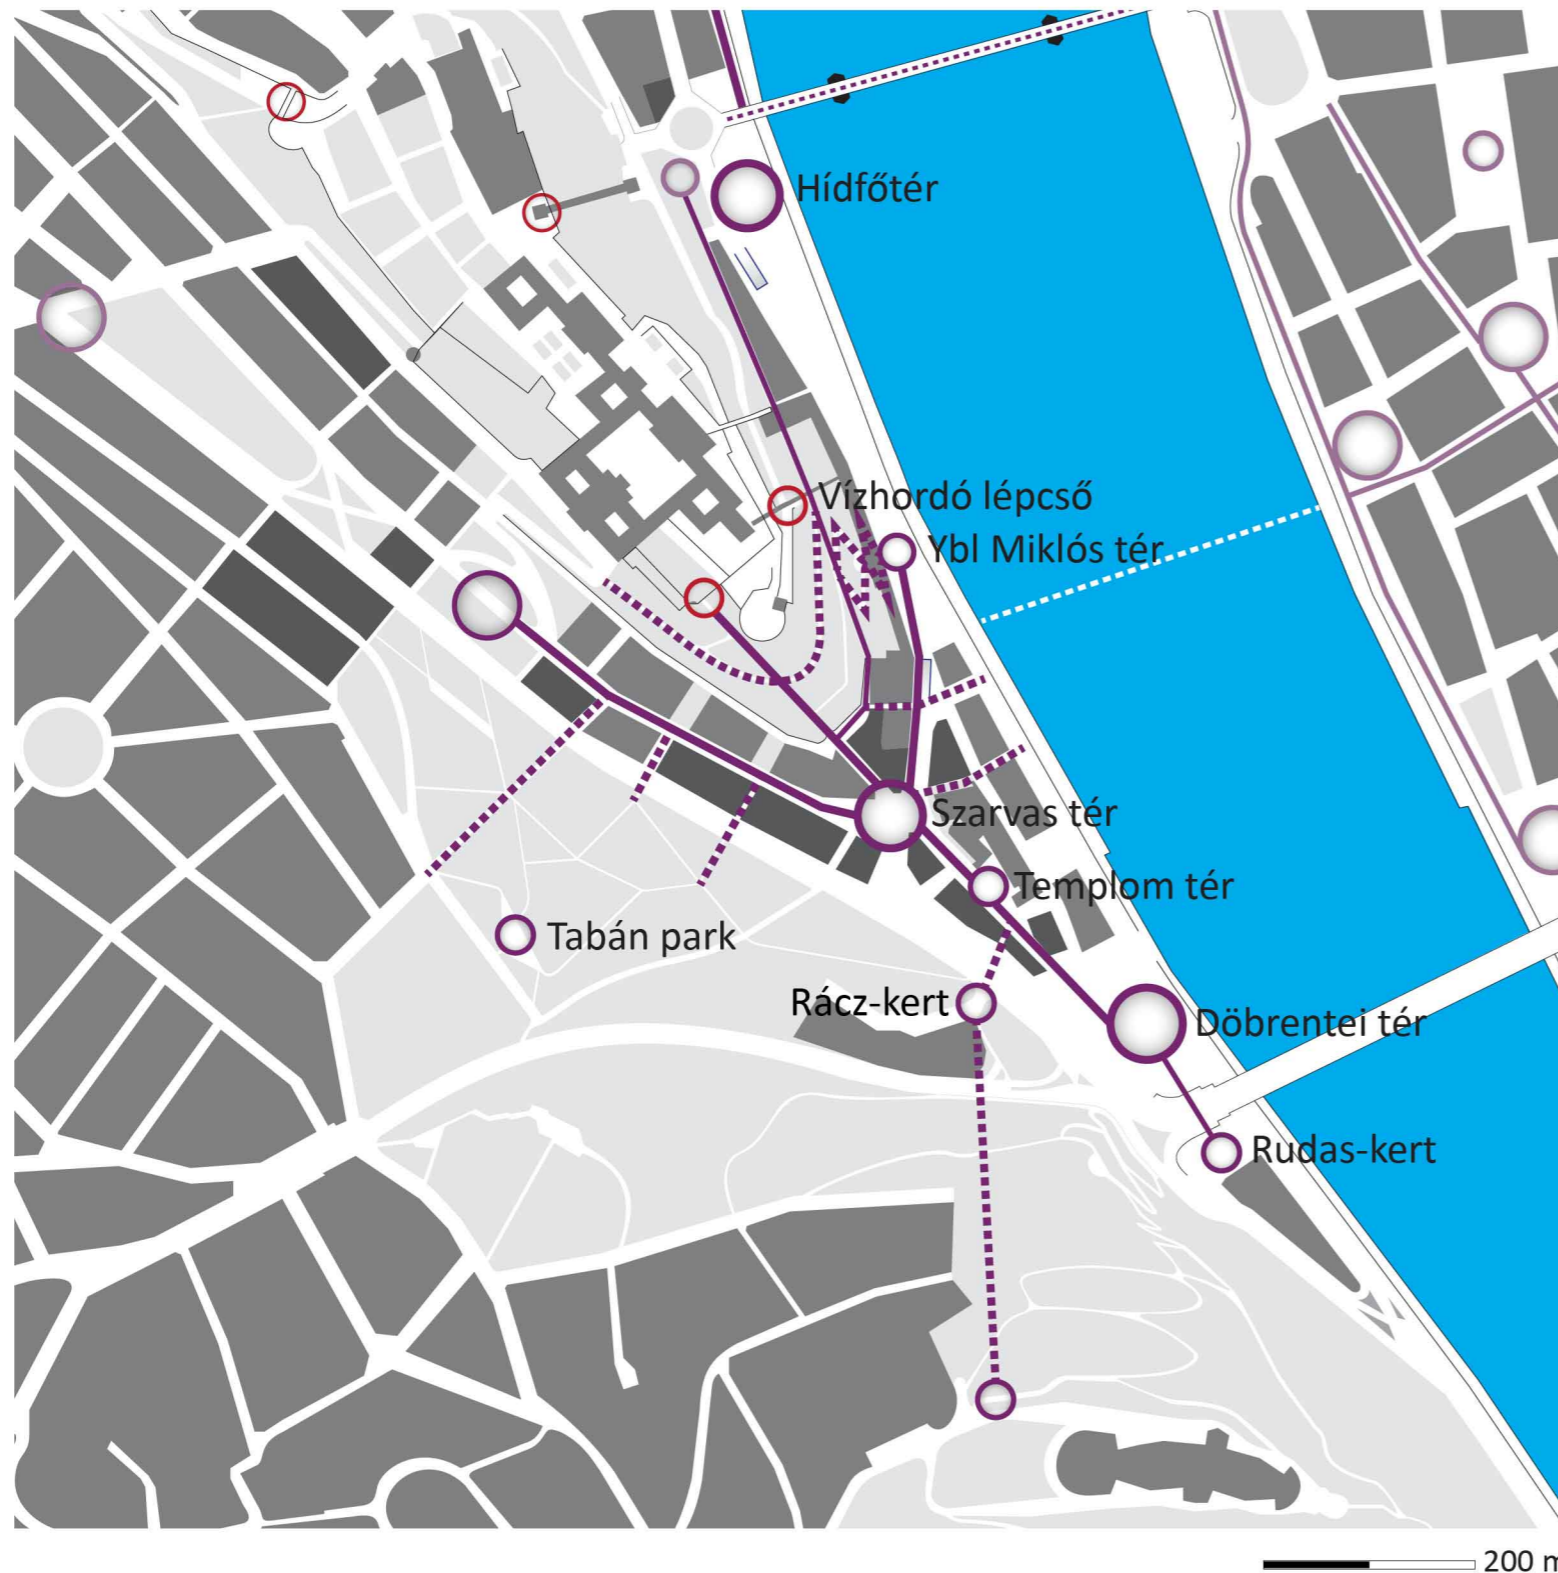 Hídfőtér
Vízhordó lépcső
Ybl Miklós tér
Szarvas tér
Templom tér
Tabán park
Rácz-kert
Döbrentei tér
Rudas-kert
200 m